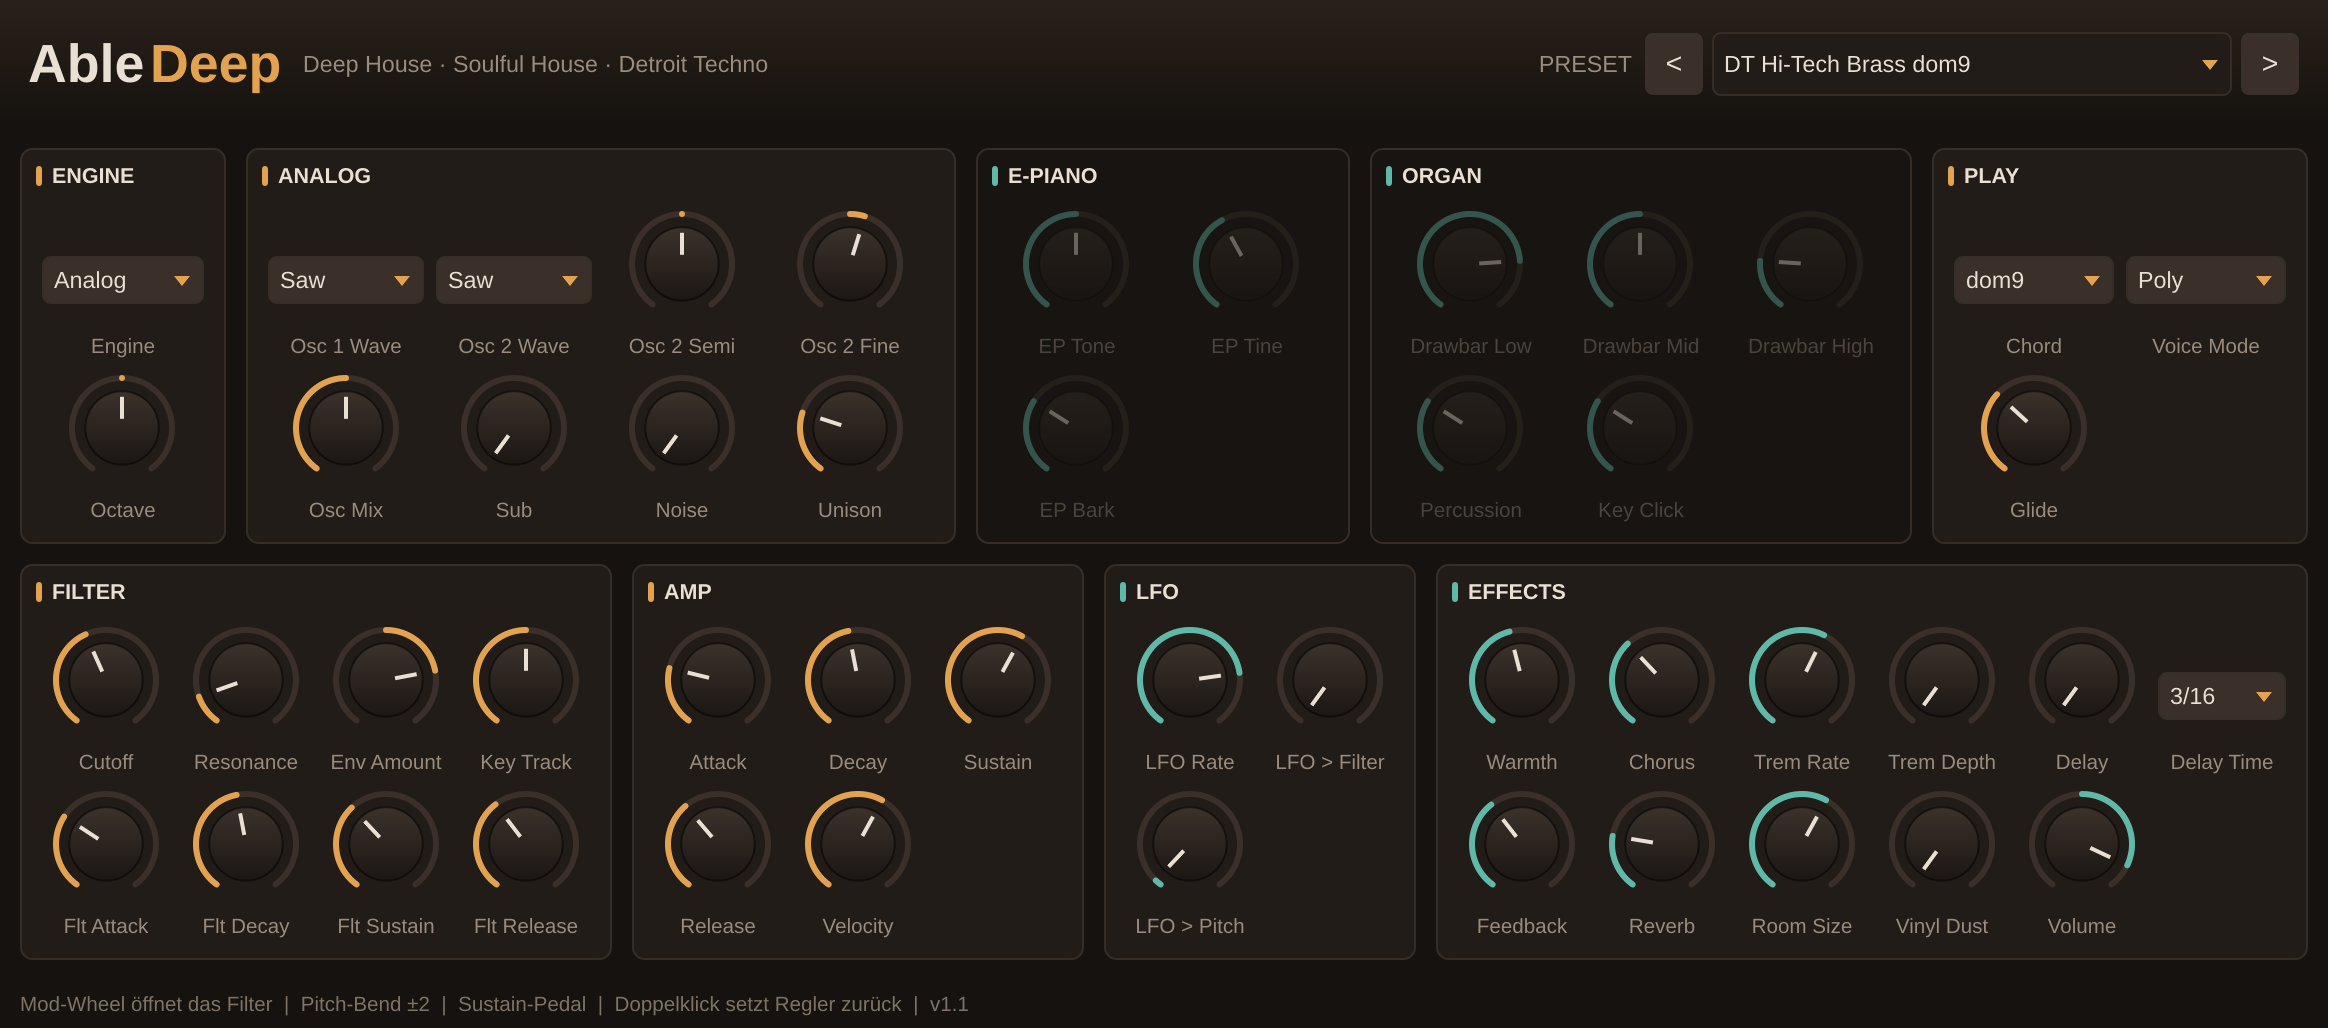 AbleDeep Deep House · Soulful House · Detroit Techno PRESET < DT Hi-Tech Brass dom9 >
ENGINE ANALOG E-PIANO ORGAN PLAY
Analog Saw Saw dom9 Poly
Engine Osc 1 Wave Osc 2 Wave Osc 2 Semi Osc 2 Fine EP Tone EP Tine Drawbar Low Drawbar Mid Drawbar High Chord Voice Mode
Octave Osc Mix Sub Noise Unison EP Bark Percussion Key Click Glide
FILTER AMP LFO EFFECTS
3/16
Cutoff Resonance Env Amount Key Track Attack Decay Sustain LFO Rate LFO > Filter Warmth Chorus Trem Rate Trem Depth Delay Delay Time
Flt Attack Flt Decay Flt Sustain Flt Release Release Velocity LFO > Pitch Feedback Reverb Room Size Vinyl Dust Volume
Mod-Wheel öffnet das Filter | Pitch-Bend ±2 | Sustain-Pedal | Doppelklick setzt Regler zurück | v1.1